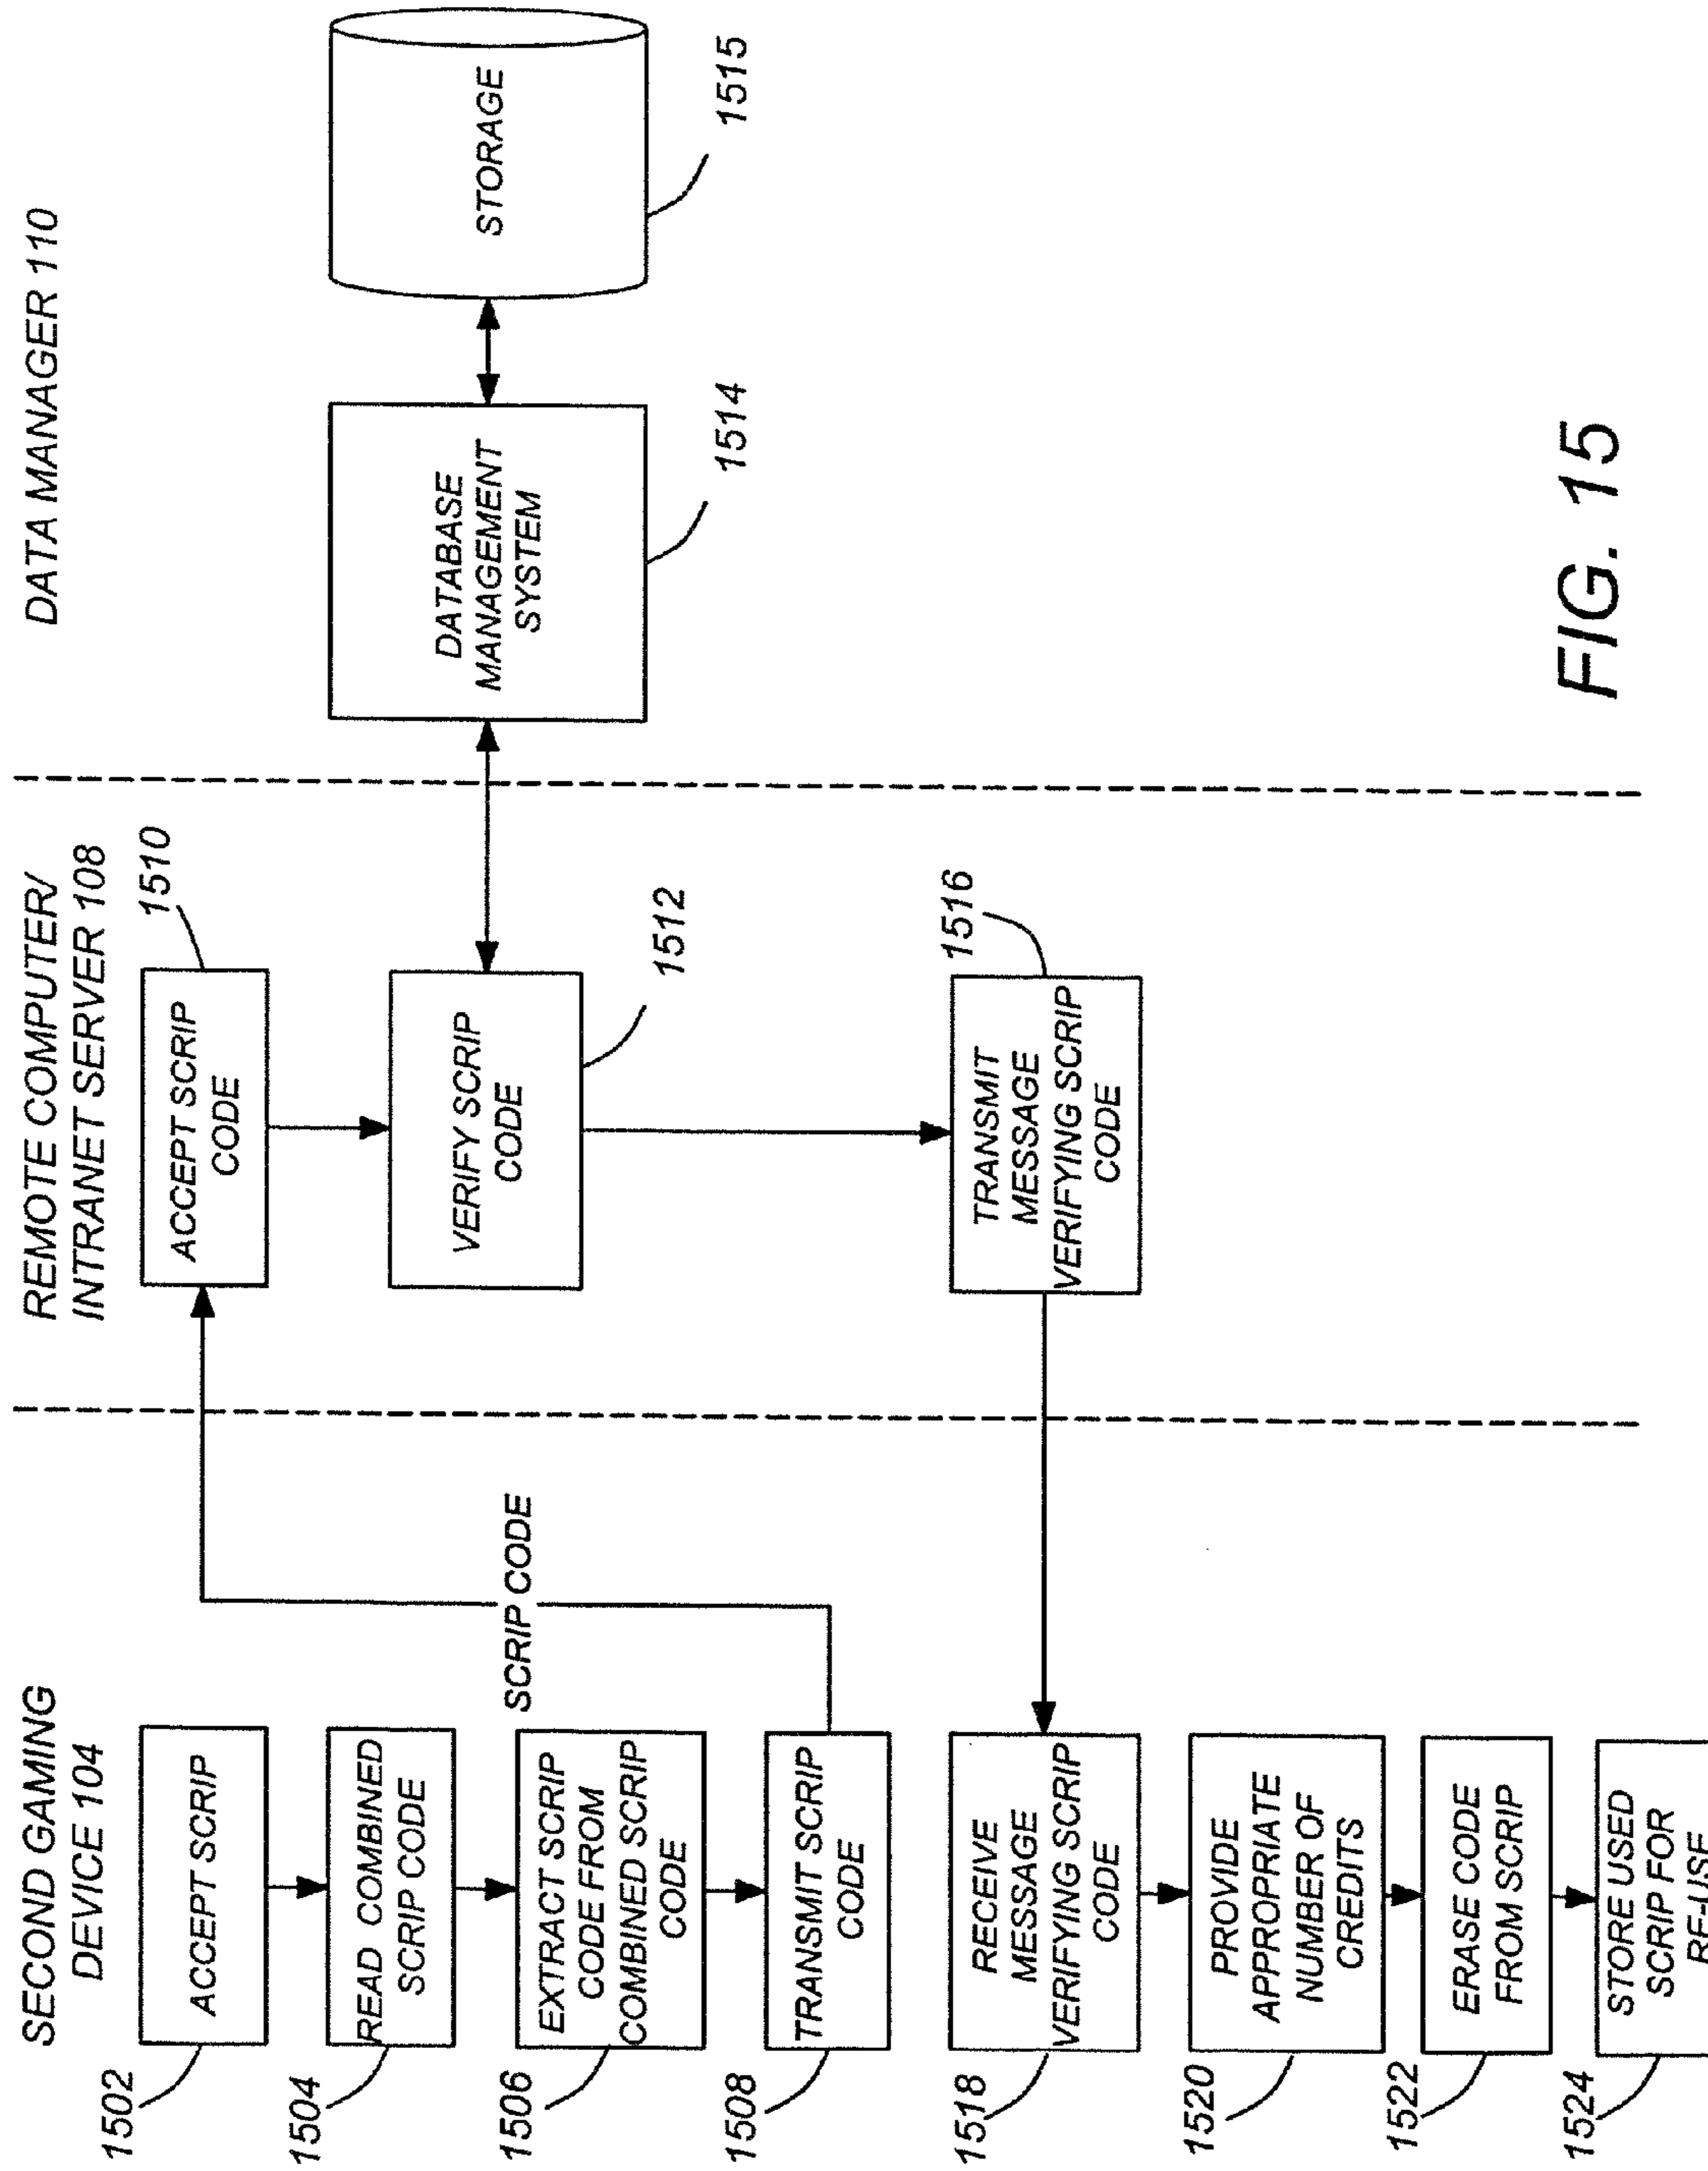 SECOND GAMING
DEVICE 104
REMOTE COMPUTER/
INTRANET SERVER 108
DATA MANAGER 110
1502
ACCEPT SCRIP
1504
READ COMBINED
SCRIP CODE
1506
EXTRACT SCRIP
CODE FROM
COMBINED SCRIP
CODE
1508
TRANSMIT SCRIP
CODE
SCRIP CODE
1510
ACCEPT SCRIP
CODE
1512
VERIFY SCRIP
CODE
1514
DATABASE
MANAGEMENT
SYSTEM
1515
STORAGE
1516
TRANSMIT
MESSAGE
VERIFYING SCRIP
CODE
1518
RECEIVE
MESSAGE
VERIFYING SCRIP
CODE
1520
PROVIDE
APPROPRIATE
NUMBER OF
CREDITS
1522
ERASE CODE
FROM SCRIP
1524
STORE USED
SCRIP FOR
RE-USE
FIG. 15